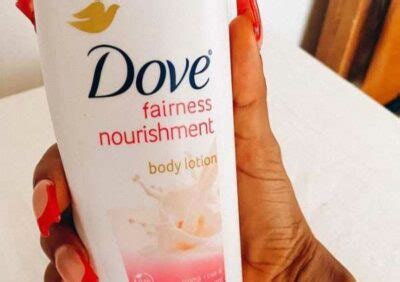 Dove
fairness
nourishment
body lotion